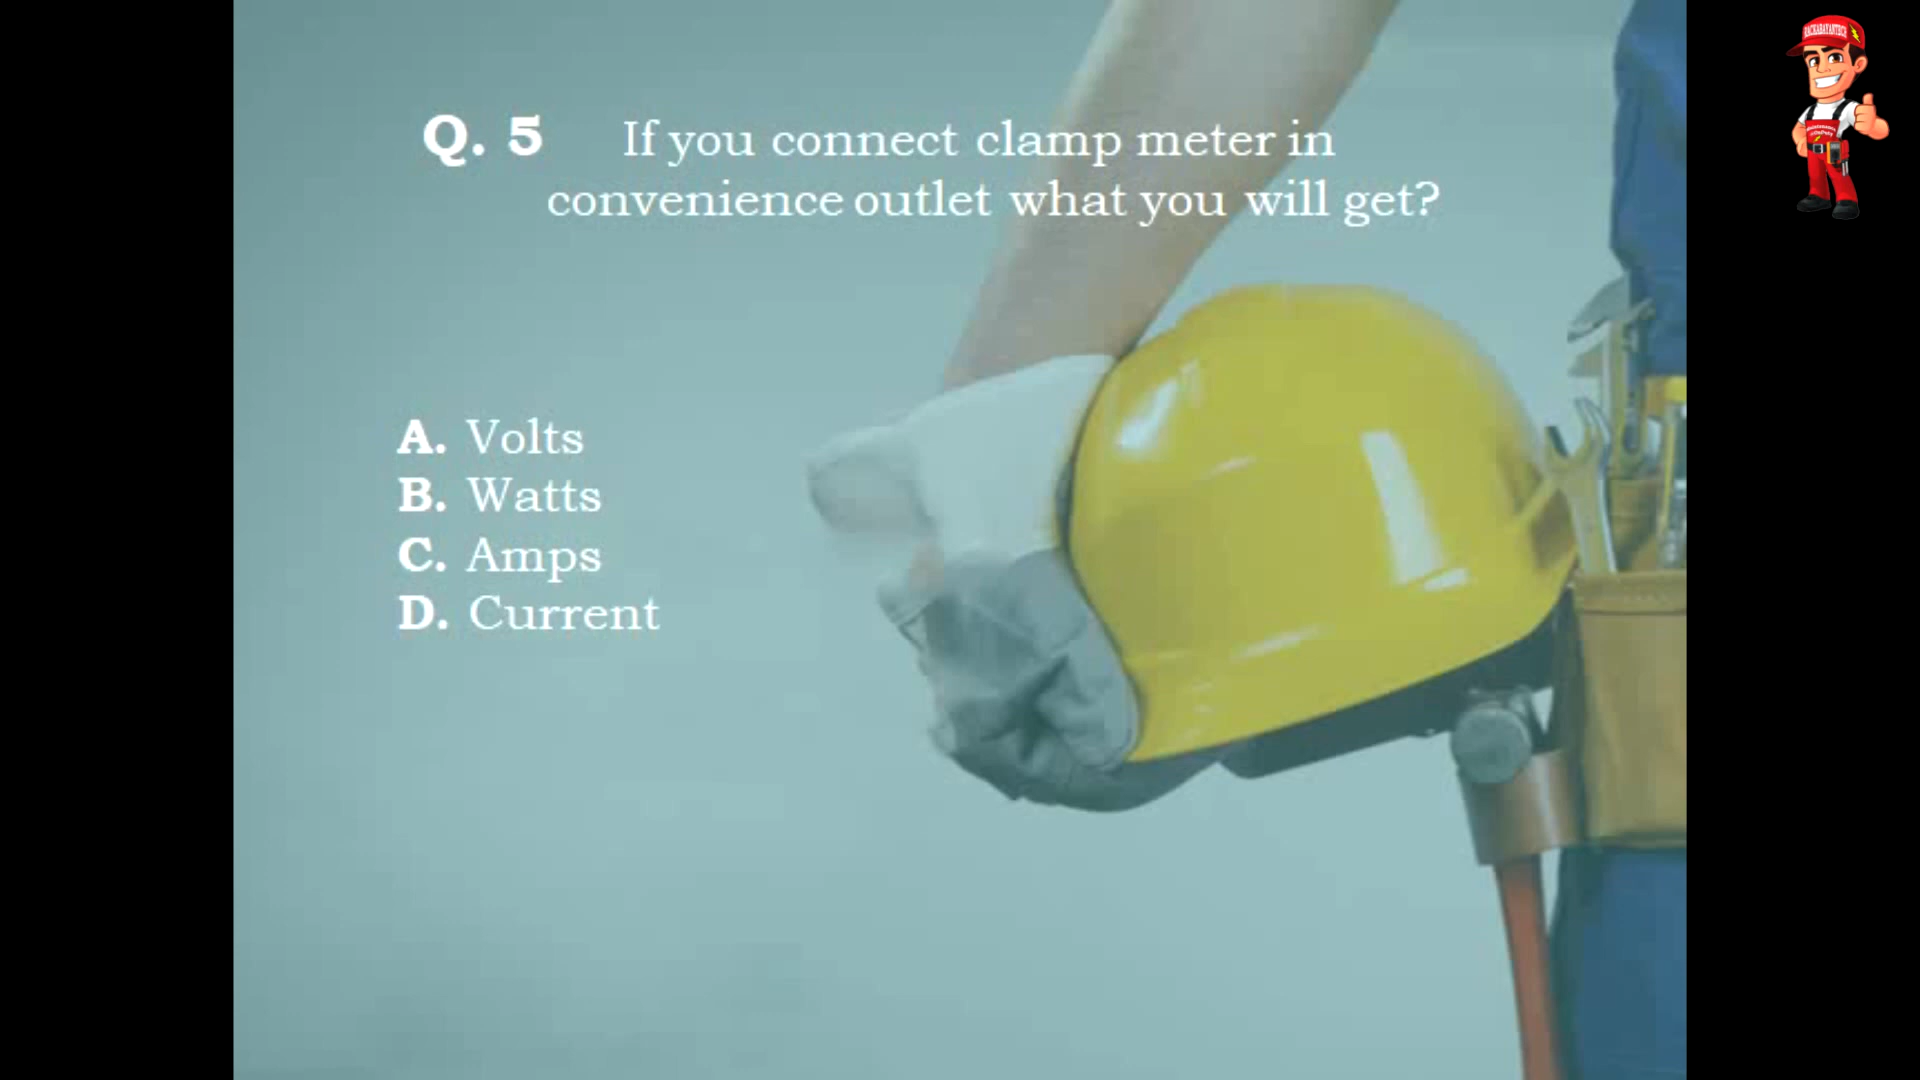 Q. 5 If you connect clamp meter in
convenience outlet what you will get?
A. Volts
B. Watts
C. Amps
D. Current